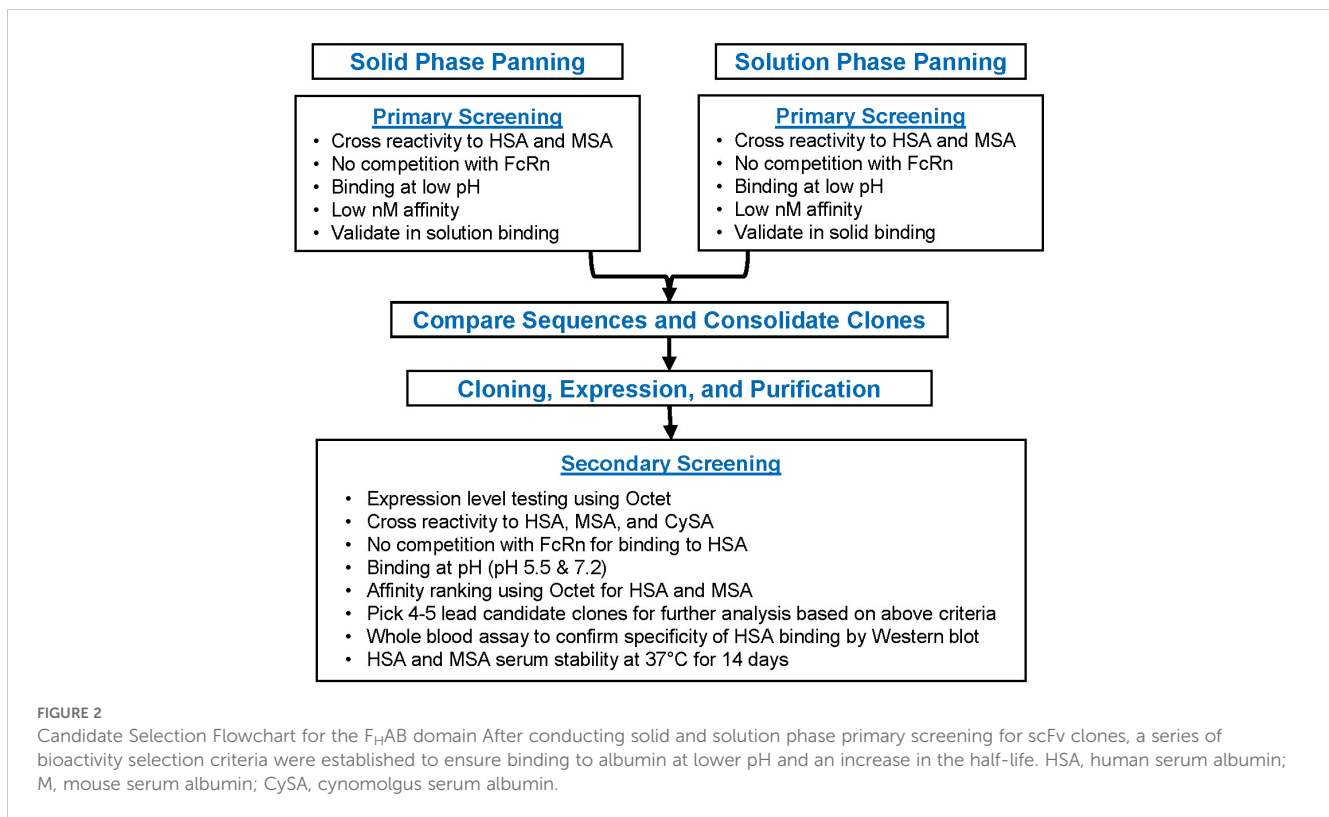 Solid Phase Panning
Solution Phase Panning
Primary Screening
• Cross reactivity to HSA and MSA
• No competition with FcRn
• Binding at low pH
• Low nM affinity
• Validate in solution binding
Primary Screening
• Cross reactivity to HSA and MSA
• No competition with FcRn
• Binding at low pH
• Low nM affinity
• Validate in solid binding
Compare Sequences and Consolidate Clones
Cloning, Expression, and Purification
Secondary Screening
• Expression level testing using Octet
• Cross reactivity to HSA, MSA, and CySA
• No competition with FcRn for binding to HSA
• Binding at pH (pH 5.5 & 7.2)
• Affinity ranking using Octet for HSA and MSA
• Pick 4-5 lead candidate clones for further analysis based on above criteria
• Whole blood assay to confirm specificity of HSA binding by Western blot
• HSA and MSA serum stability at 37°C for 14 days
FIGURE 2
Candidate Selection Flowchart for the FHAB domain After conducting solid and solution phase primary screening for scFv clones, a series of
bioactivity selection criteria were established to ensure binding to albumin at lower pH and an increase in the half-life. HSA, human serum albumin;
M, mouse serum albumin; CySA, cynomolgus serum albumin.